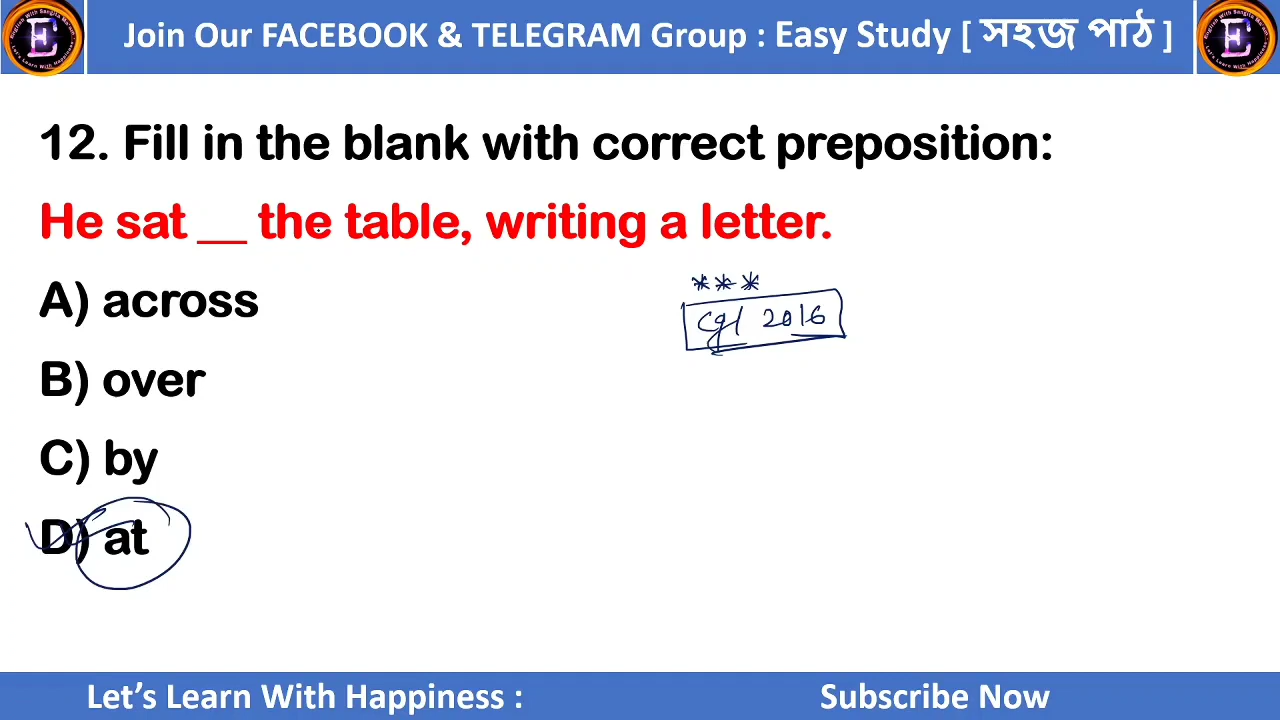 Join Our FACEBOOK & TELEGRAM Group : Easy Study [ সহজ পাঠ ]
12. Fill in the blank with correct preposition:
He sat __ the table, writing a letter.
A) across
***
Cgl 2016
B) over
C) by
D) at
Let's Learn With Happiness :
Subscribe Now